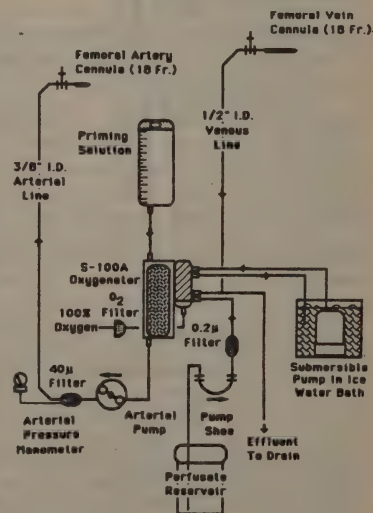 Femoral Artery
Cannula (18 Fr.)
Femoral Vein
Cannula (18 Fr.)
Priming
Solution
1/2" I.D.
Venous
Line
3/8" I.D.
Arterial
Line
S-100A
Oxygenator
O2
Filter
100%
Oxygen
0.2μ
Filter
40μ
Filter
Submersible
Pump in Ice
Water Bath
Arterial
Pressure
Manometer
Arterial
Pump
Pump
Shoe
Effluent
To Drain
Perfusate
Reservoir